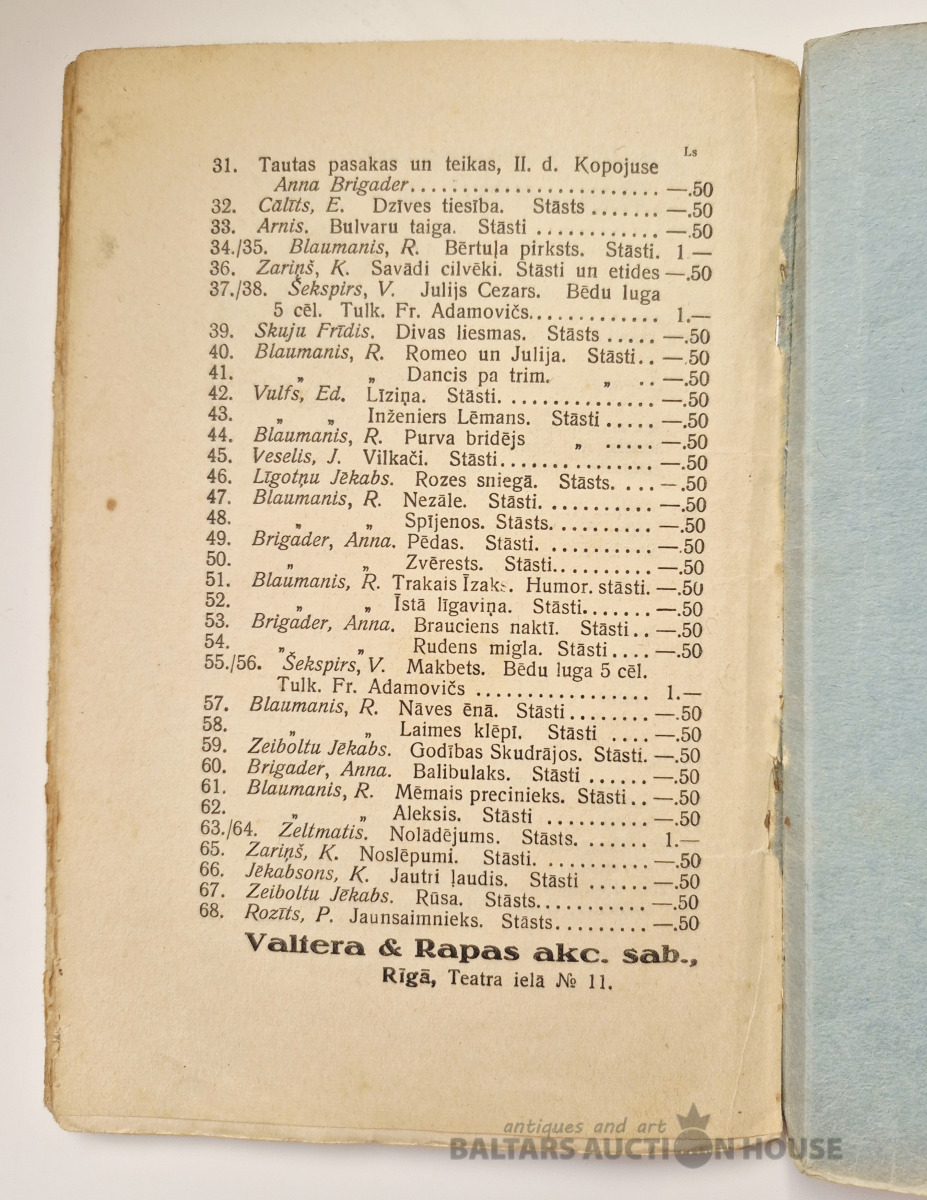 Ls
31. Tautas pasakas un teikas, II. d. Kopojuse
Anna Brigader......................... —.50
32. Cālīts, E. Dzīves tiesība. Stāsts ....... —.50
33. Arnis. Bulvaru taiga. Stāsti ............ —.50
34./35. Blaumanis, R. Bērtuļa pirksts. Stāsti. 1 —
36. Zariņš, K. Savādi cilvēki. Stāsti un etides —.50
37./38. Šekspirs, V. Julijs Cezars. Bēdu luga
5 cēl. Tulk. Fr. Adamovičs............. 1.—
39. Skuju Frīdis. Divas liesmas. Stāsts ..... —.50
40. Blaumanis, R. Romeo un Julija. Stāsti.. —.50
41. „ „ Dancis pa trim. „ .. —.50
42. Vulfs, Ed. Līziņa. Stāsti. .............. —.50
43. „ „ Inženiers Lēmans. Stāsti ..... —.50
44. Blaumanis, R. Purva bridējs „ ..... —.50
45. Veselis, J. Vilkači. Stāsti............... —.50
46. Līgotņu Jēkabs. Rozes sniegā. Stāsts. ... —.50
47. Blaumanis, R. Nezāle. Stāsti. .......... —.50
48. „ „ Spījenos. Stāsts. ......... —.50
49. Brigader, Anna. Pēdas. Stāsti. .......... —.50
50. „ „ Zvērests. Stāsti.......... —.50
51. Blaumanis, R. Trakais Īzaks. Humor. stāsti. —.50
52. „ „ Īstā līgaviņa. Stāsti....... —.50
53. Brigader, Anna. Brauciens naktī. Stāsti.. —.50
54. „ „ Rudens migla. Stāsti .... —.50
55./56. Šekspirs, V. Makbets. Bēdu luga 5 cēl.
Tulk. Fr. Adamovičs ................. 1.—
57. Blaumanis, R. Nāves ēnā. Stāsti........ —.50
58. „ „ Laimes klēpī. Stāsti .... —.50
59. Zeiboltu Jēkabs. Godības Skudrājos. Stāsti. —.50
60. Brigader, Anna. Balibulaks. Stāsti ...... —.50
61. Blaumanis, R. Mēmais precinieks. Stāsti.. —.50
62. „ „ Aleksis. Stāsti .......... —.50
63./64. Zeltmatis. Nolādējums. Stāsts. ...... 1.—
65. Zariņš, K. Noslēpumi. Stāsti. .......... —.50
66. Jēkabsons, K. Jautri ļaudis. Stāsti ...... —.50
67. Zeiboltu Jēkabs. Rūsa. Stāsts........... —.50
68. Rozīts, P. Jaunsaimnieks. Stāsts......... —.50
Valtera & Rapas akc. sab.,
Rīgā, Teatra ielā № 11.
antiques and art
BALTARS AUCTION HOUSE